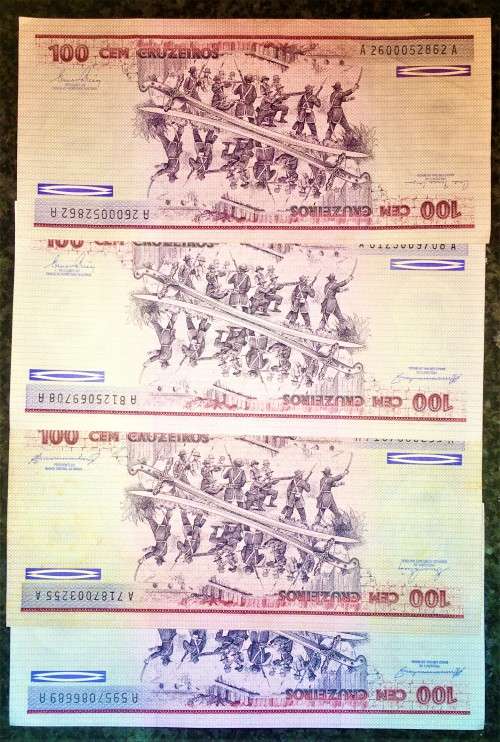 100 CEM CRUZEIROS A 2600052862 A
A 2600052862 A 100 CEM CRUZEIROS
100 CEM CRUZEIROS
A 8125069708 A 100 CEM CRUZEIROS
100 CEM CRUZEIROS
A 7187003255 A 100 CEM CRUZEIROS
A 5957086689 A 100 CEM CRUZEIROS